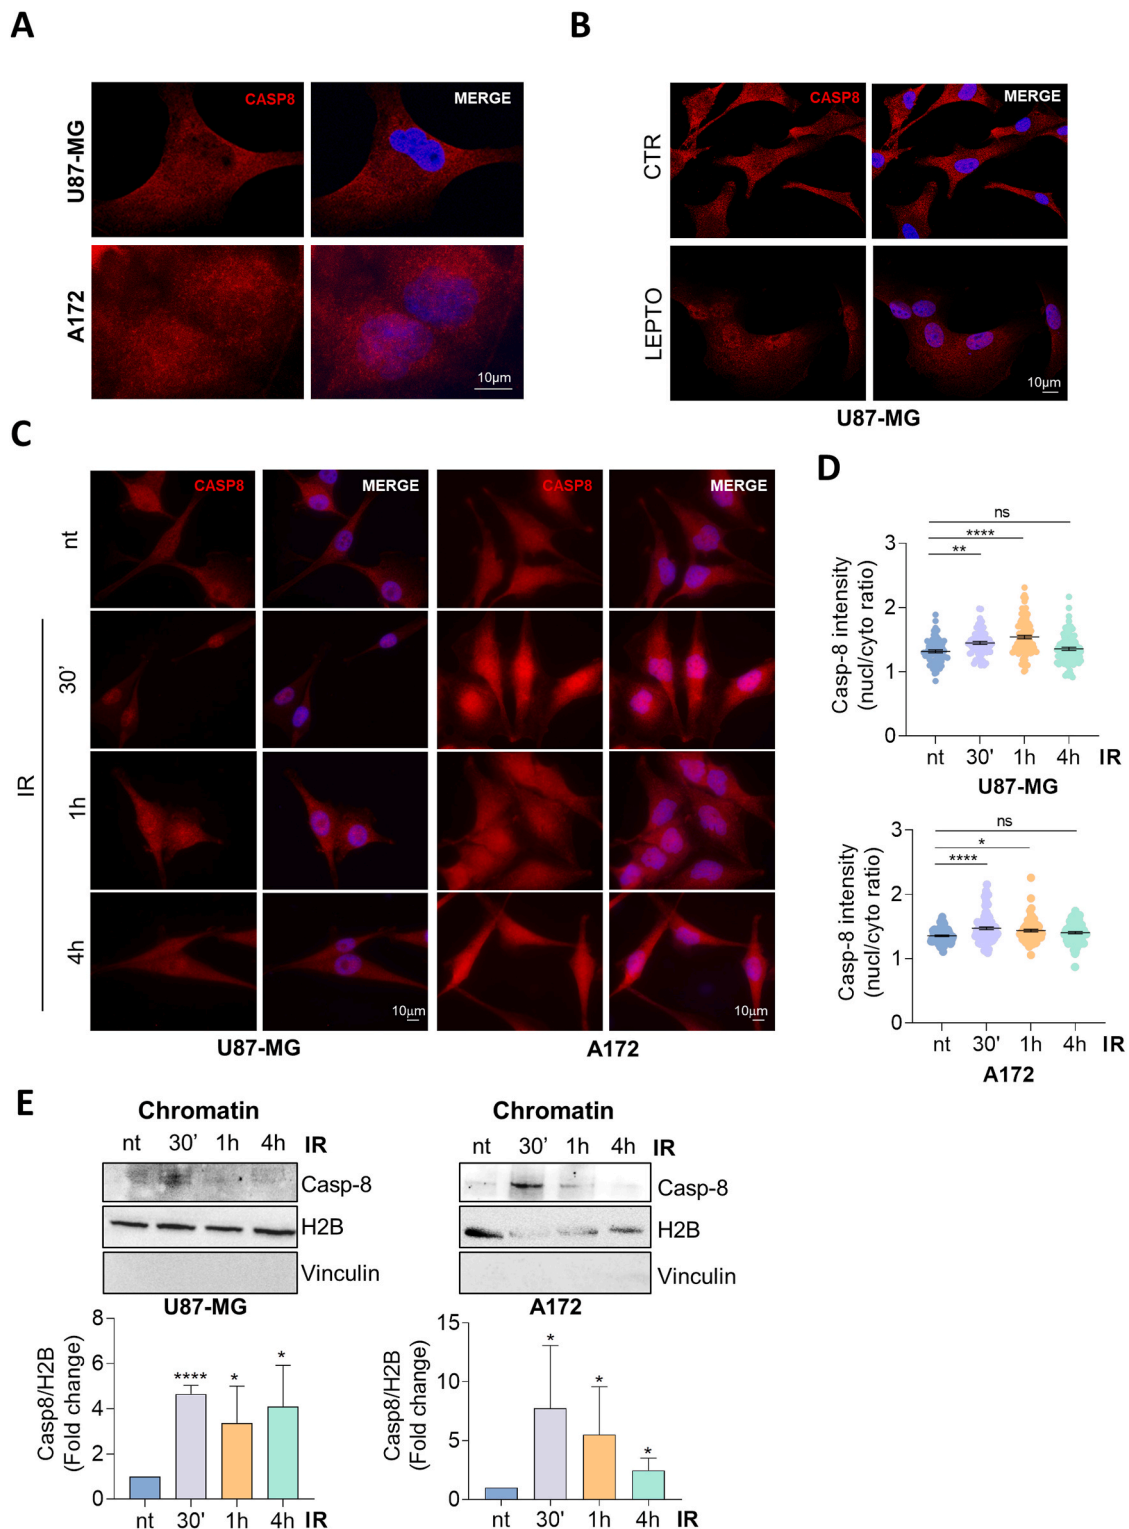 A
B
CASP8 MERGE
U87-MG
A172
10µm
CASP8 MERGE
CTR
LEPTO
10µm
U87-MG
C
CASP8 MERGE CASP8 MERGE
nt
IR
30'
1h
4h
10µm 10µm
U87-MG A172
D
ns
****
**
Casp-8 intensity
(nucl/cyto ratio)
3
2
1
0
nt 30' 1h 4h IR
U87-MG
ns
*
****
Casp-8 intensity
(nucl/cyto ratio)
3
2
1
0
nt 30' 1h 4h IR
A172
E
Chromatin
nt 30' 1h 4h IR
Casp-8
H2B
Vinculin
U87-MG
Casp8/H2B
(Fold change)
8
6
4
2
0
**** * *
nt 30' 1h 4h IR
Chromatin
nt 30' 1h 4h IR
Casp-8
H2B
Vinculin
A172
Casp8/H2B
(Fold change)
15
10
5
0
* * *
nt 30' 1h 4h IR